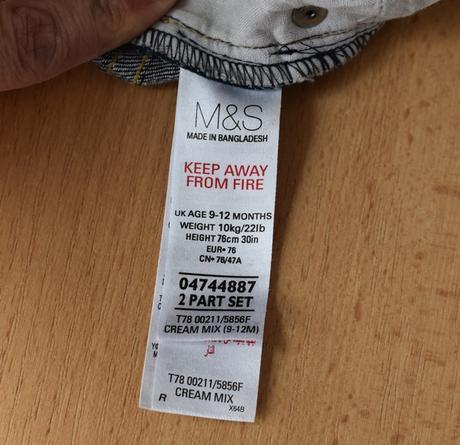 M&S
MADE IN BANGLADESH
KEEP AWAY
FROM FIRE
UK AGE 9-12 MONTHS
WEIGHT 10kg/22lb
HEIGHT 76cm 30in
EUR• 76
CN• 76/47A
04744887
2 PART SET
T78 00211/5856F
CREAM MIX (9-12M)
T78 00211/5856F
CREAM MIX
R
X64B